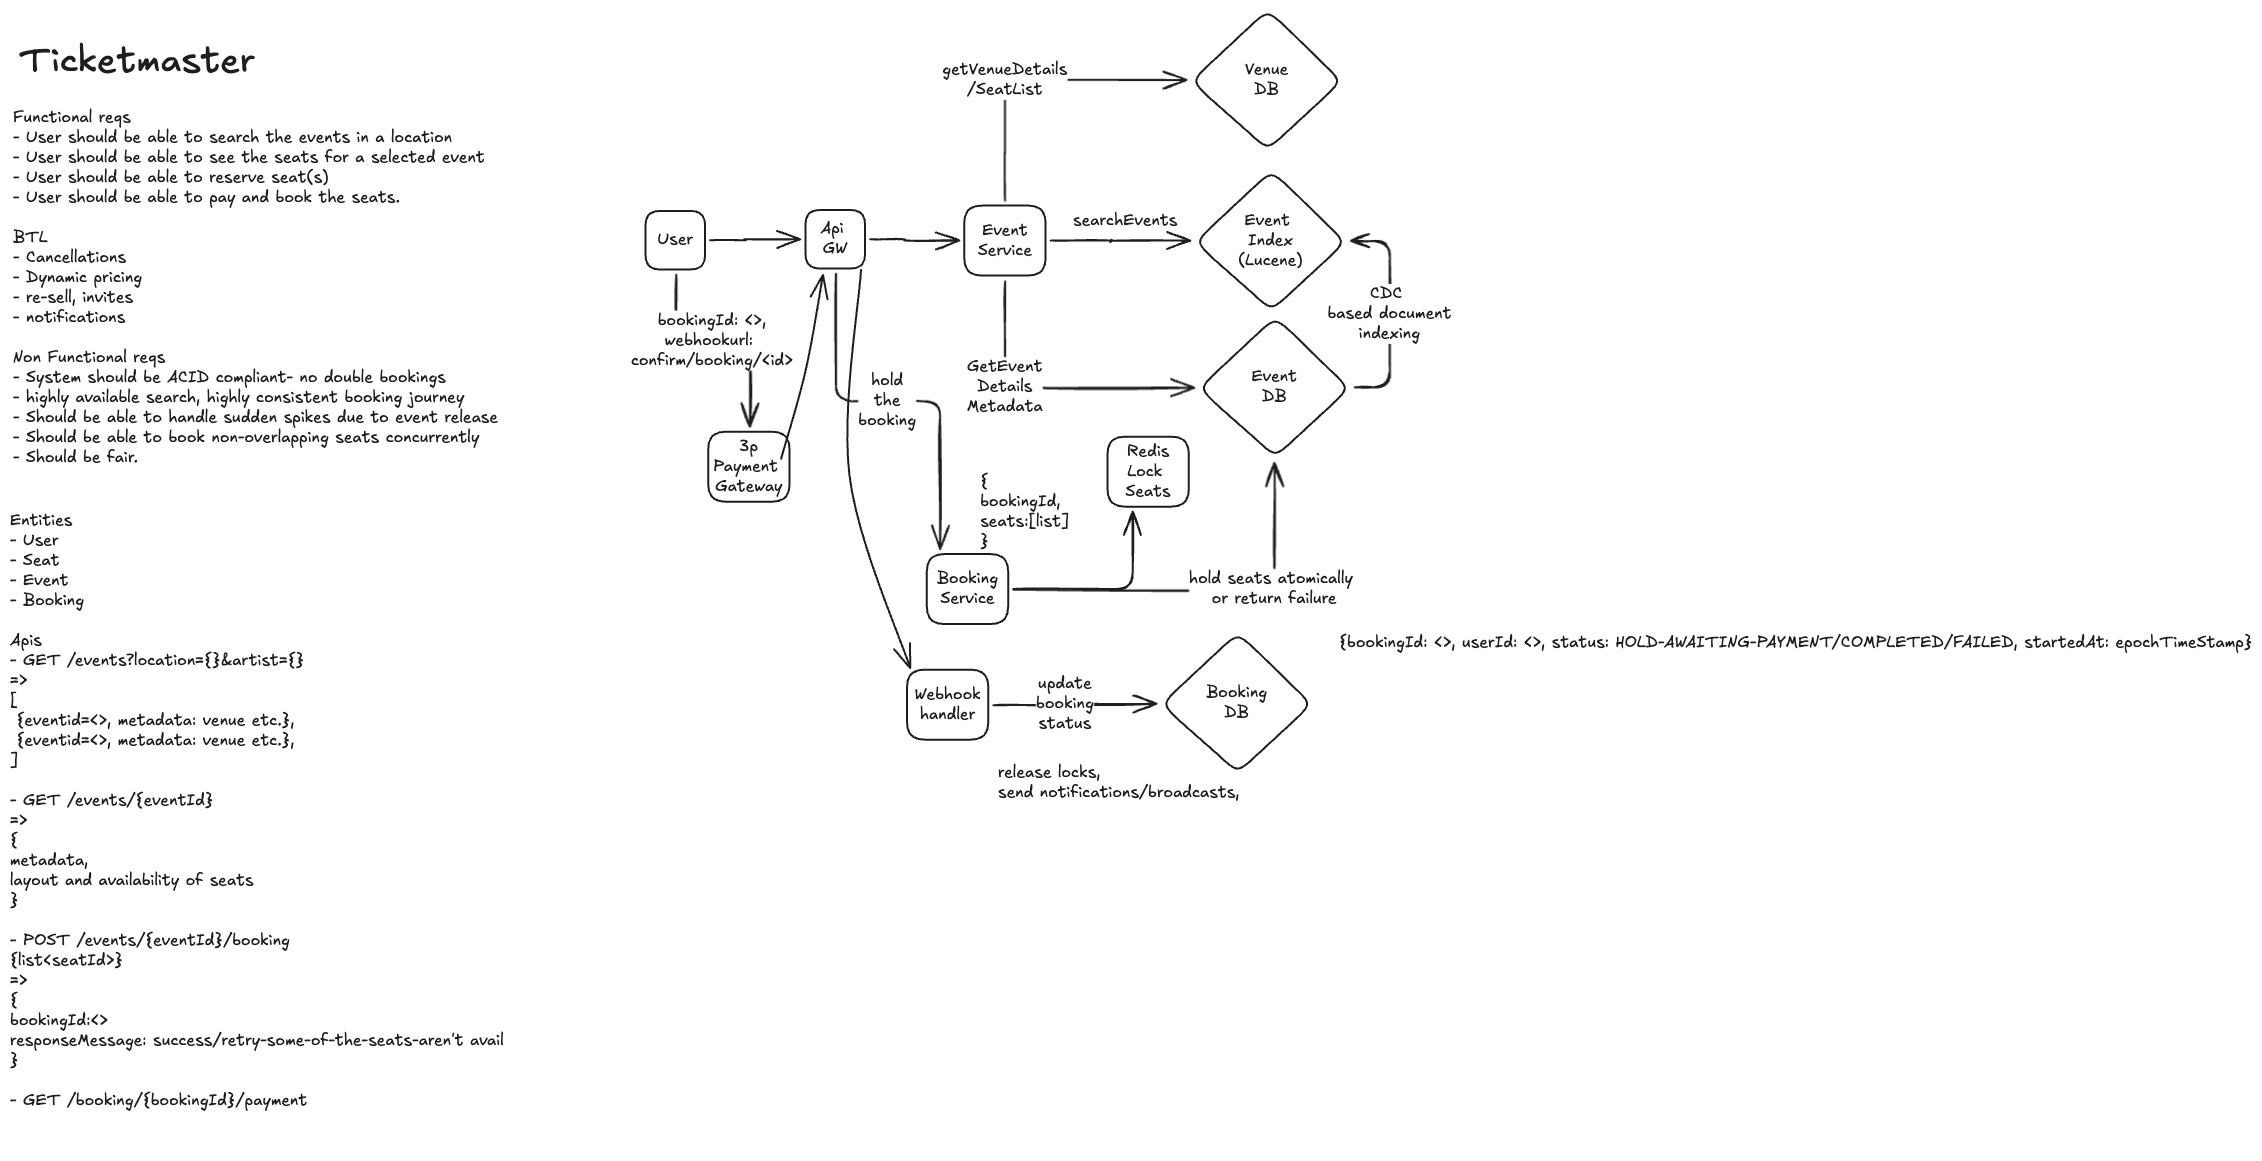 Ticketmaster
Functional reqs
- User should be able to search the events in a location
- User should be able to see the seats for a selected event
- User should be able to reserve seat(s)
- User should be able to pay and book the seats.
BTL
- Cancellations
- Dynamic pricing
- re-sell, invites
- notifications
Non Functional reqs
- System should be ACID compliant- no double bookings
- highly available search, highly consistent booking journey
- Should be able to handle sudden spikes due to event release
- Should be able to book non-overlapping seats concurrently
- Should be fair.
Entities
- User
- Seat
- Event
- Booking
Apis
- GET /events?location={}&artist={}
=>
[
{eventid=<>, metadata: venue etc.},
{eventid=<>, metadata: venue etc.},
]
- GET /events/{eventId}
=>
{
metadata,
layout and availability of seats
}
- POST /events/{eventId}/booking
{list<seatId>}
=>
{
bookingId:<>
responseMessage: success/retry-some-of-the-seats-aren't avail
}
- GET /booking/{bookingId}/payment
User
Api
GW
Event
Service
getVenueDetails
/SeatList
Venue
DB
searchEvents
Event
Index
(Lucene)
CDC
based document
indexing
GetEvent
Details
Metadata
Event
DB
bookingId: <>,
webhookurl:
confirm/booking/<id>
3p
Payment
Gateway
hold
the
booking
{
bookingId,
seats:[list]
}
Redis
Lock
Seats
Booking
Service
hold seats atomically
or return failure
{bookingId: <>, userId: <>, status: HOLD-AWAITING-PAYMENT/COMPLETED/FAILED, startedAt: epochTimeStamp}
Webhook
handler
update
booking
status
Booking
DB
release locks,
send notifications/broadcasts,